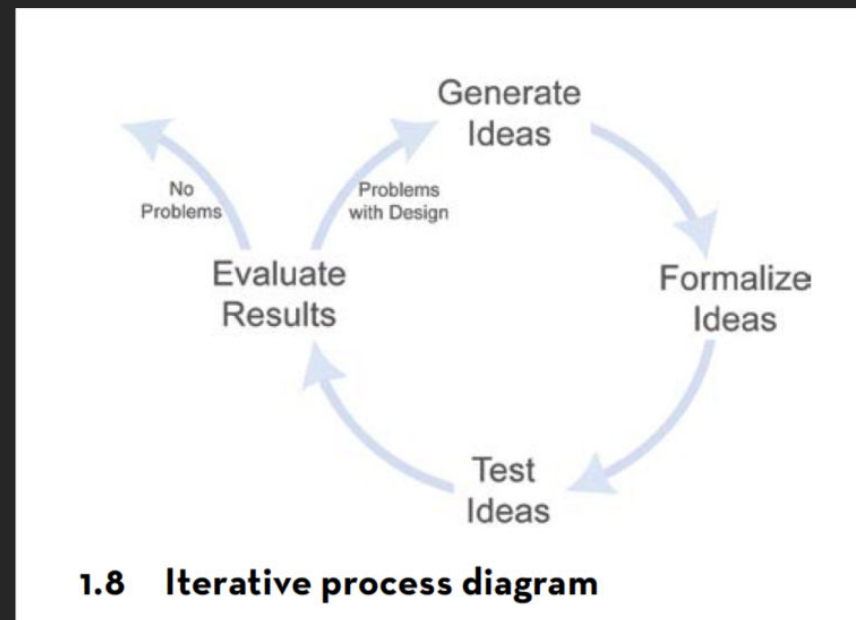 Generate
Ideas
No
Problems
Problems
with Design
Evaluate
Results
Formalize
Ideas
Test
Ideas
1.8 Iterative process diagram